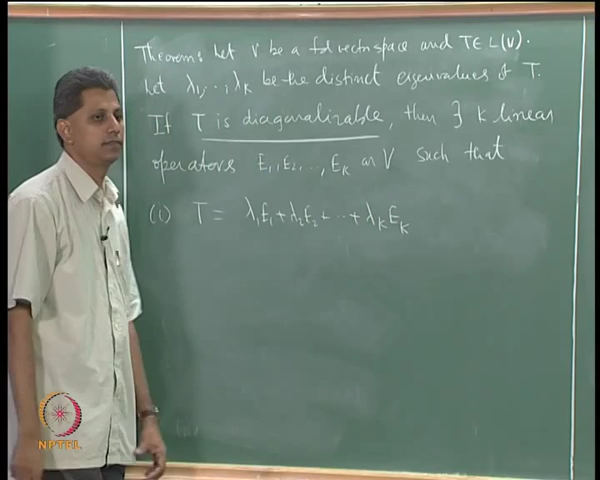 Theorem: Let V be a fd vector space and T ∈ L(V).
Let λ1, ..., λK be the distinct eigenvalues of T.
If T is diagonalizable, then ∃ k linear
operators E1, E2, ..., EK on V such that
(i) T = λ1E1 + λ2E2 + ... + λKEK
NPTEL